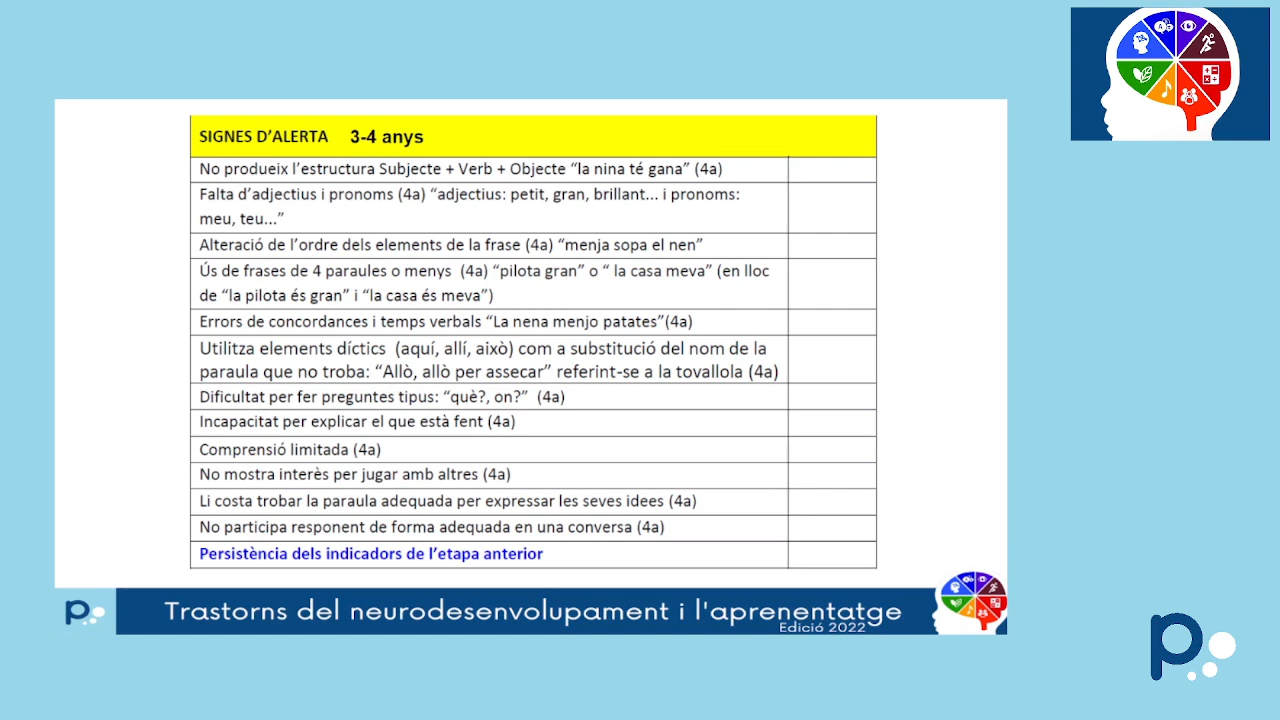 SIGNES D'ALERTA 3-4 anys
No produeix l'estructura Subjecte + Verb + Objecte "la nina té gana" (4a)
Falta d'adjectius i pronoms (4a) "adjectius: petit, gran, brillant... i pronoms:
meu, teu..."
Alteració de l'ordre dels elements de la frase (4a) "menja sopa el nen"
Ús de frases de 4 paraules o menys (4a) "pilota gran" o " la casa meva" (en lloc
de "la pilota és gran" i "la casa és meva")
Errors de concordances i temps verbals "La nena menjo patates"(4a)
Utilitza elements díctics (aquí, allí, això) com a substitució del nom de la
paraula que no troba: "Allò, allò per assecar" referint-se a la tovallola (4a)
Dificultat per fer preguntes tipus: "què?, on?" (4a)
Incapacitat per explicar el que està fent (4a)
Comprensió limitada (4a)
No mostra interès per jugar amb altres (4a)
Li costa trobar la paraula adequada per expressar les seves idees (4a)
No participa responent de forma adequada en una conversa (4a)
Persistència dels indicadors de l'etapa anterior
p
Trastorns del neurodesenvolupament i l'aprenentatge
Edició 2022
p